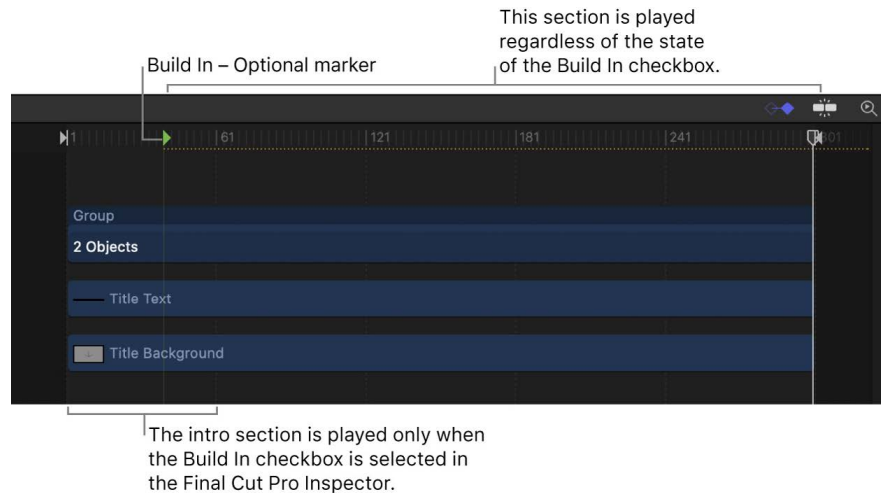 This section is played
regardless of the state
of the Build In checkbox.
Build In – Optional marker
1 61 121 181 241 301
Group
2 Objects
Title Text
Title Background
The intro section is played only when
the Build In checkbox is selected in
the Final Cut Pro Inspector.